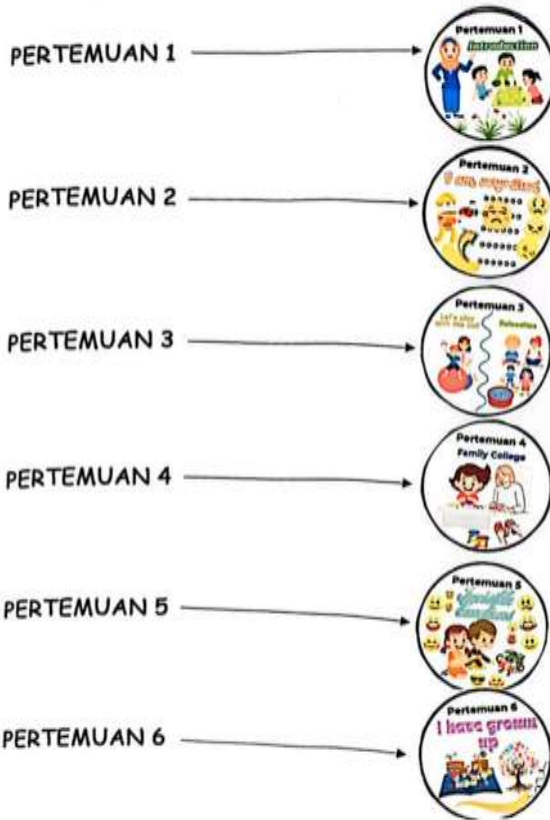 PERTEMUAN 1
Pertemuan 1
Introduction
PERTEMUAN 2
Pertemuan 2
PERTEMUAN 3
Pertemuan 3
Relaxation
PERTEMUAN 4
Pertemuan 4
Family College
PERTEMUAN 5
Pertemuan 5
PERTEMUAN 6
Pertemuan 6
I have grown
up